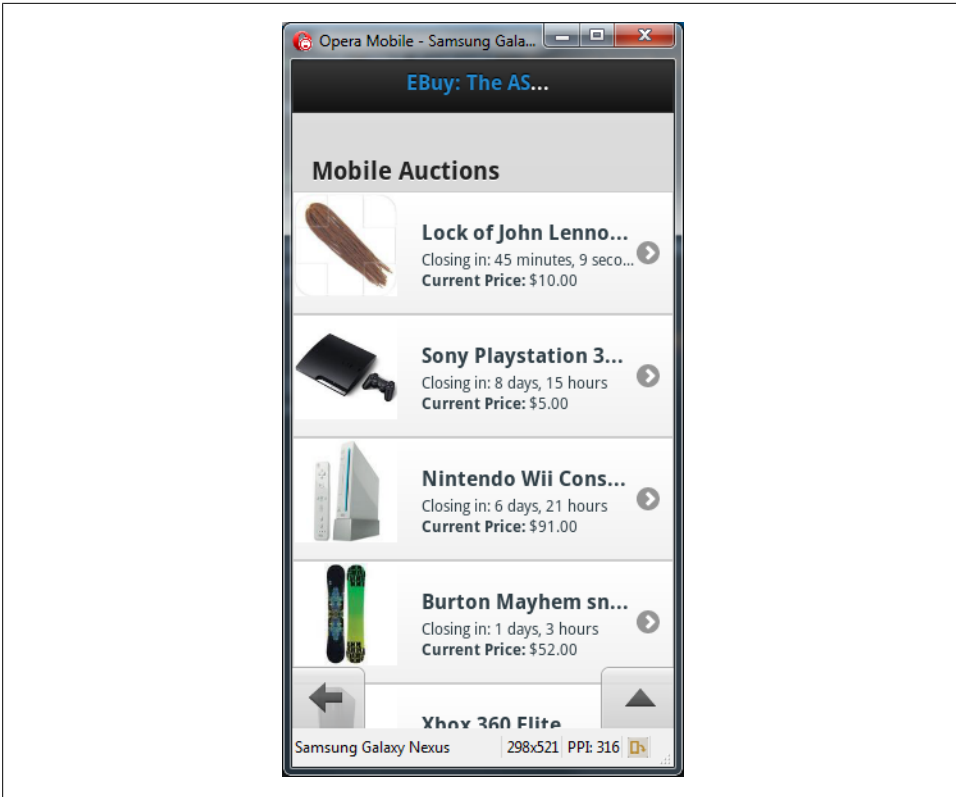 Opera Mobile - Samsung Gala...
EBuy: The AS...
Mobile Auctions
Lock of John Lenno...
Closing in: 45 minutes, 9 seco...
Current Price: $10.00
Sony Playstation 3...
Closing in: 8 days, 15 hours
Current Price: $5.00
Nintendo Wii Cons...
Closing in: 6 days, 21 hours
Current Price: $91.00
Burton Mayhem sn...
Closing in: 1 days, 3 hours
Current Price: $52.00
Xbox 360 Elite
Samsung Galaxy Nexus 298x521 PPI: 316